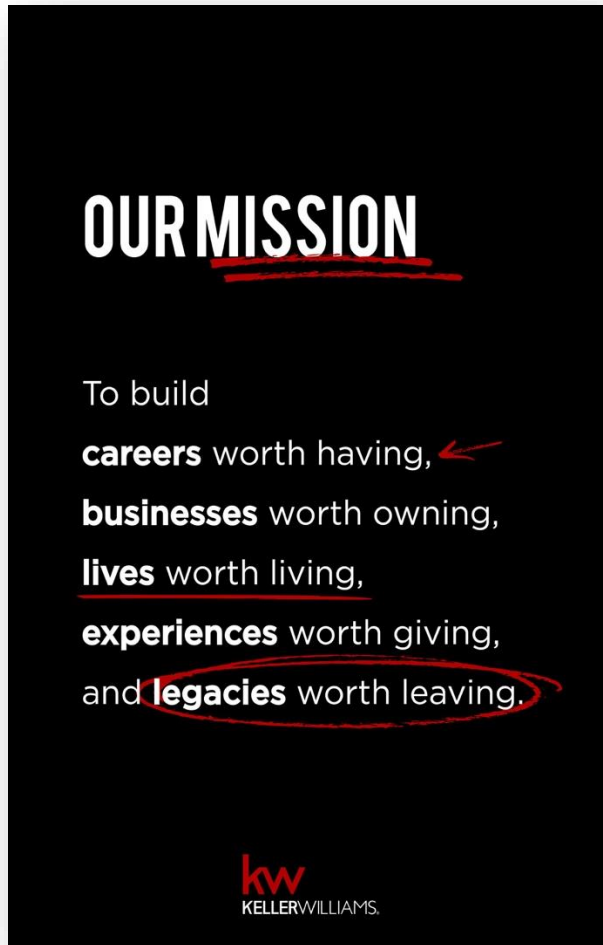 OUR MISSION
To build
careers worth having,
businesses worth owning,
lives worth living,
experiences worth giving,
and legacies worth leaving.
kw
KELLERWILLIAMS.